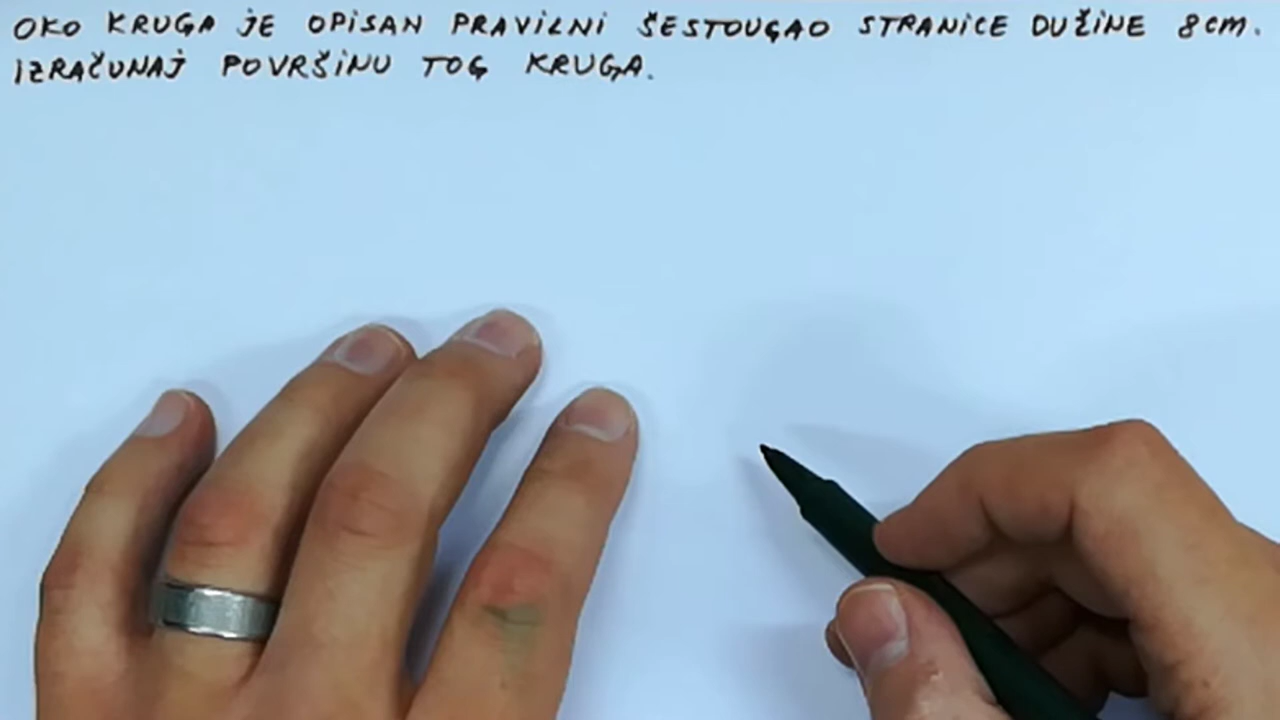 OKO KRUGA JE OPISAN PRAVILNI ŠESTOUGAO STRANICE DUŽINE 8cm.
IZRAČUNAJ POVRŠINU TOG KRUGA.